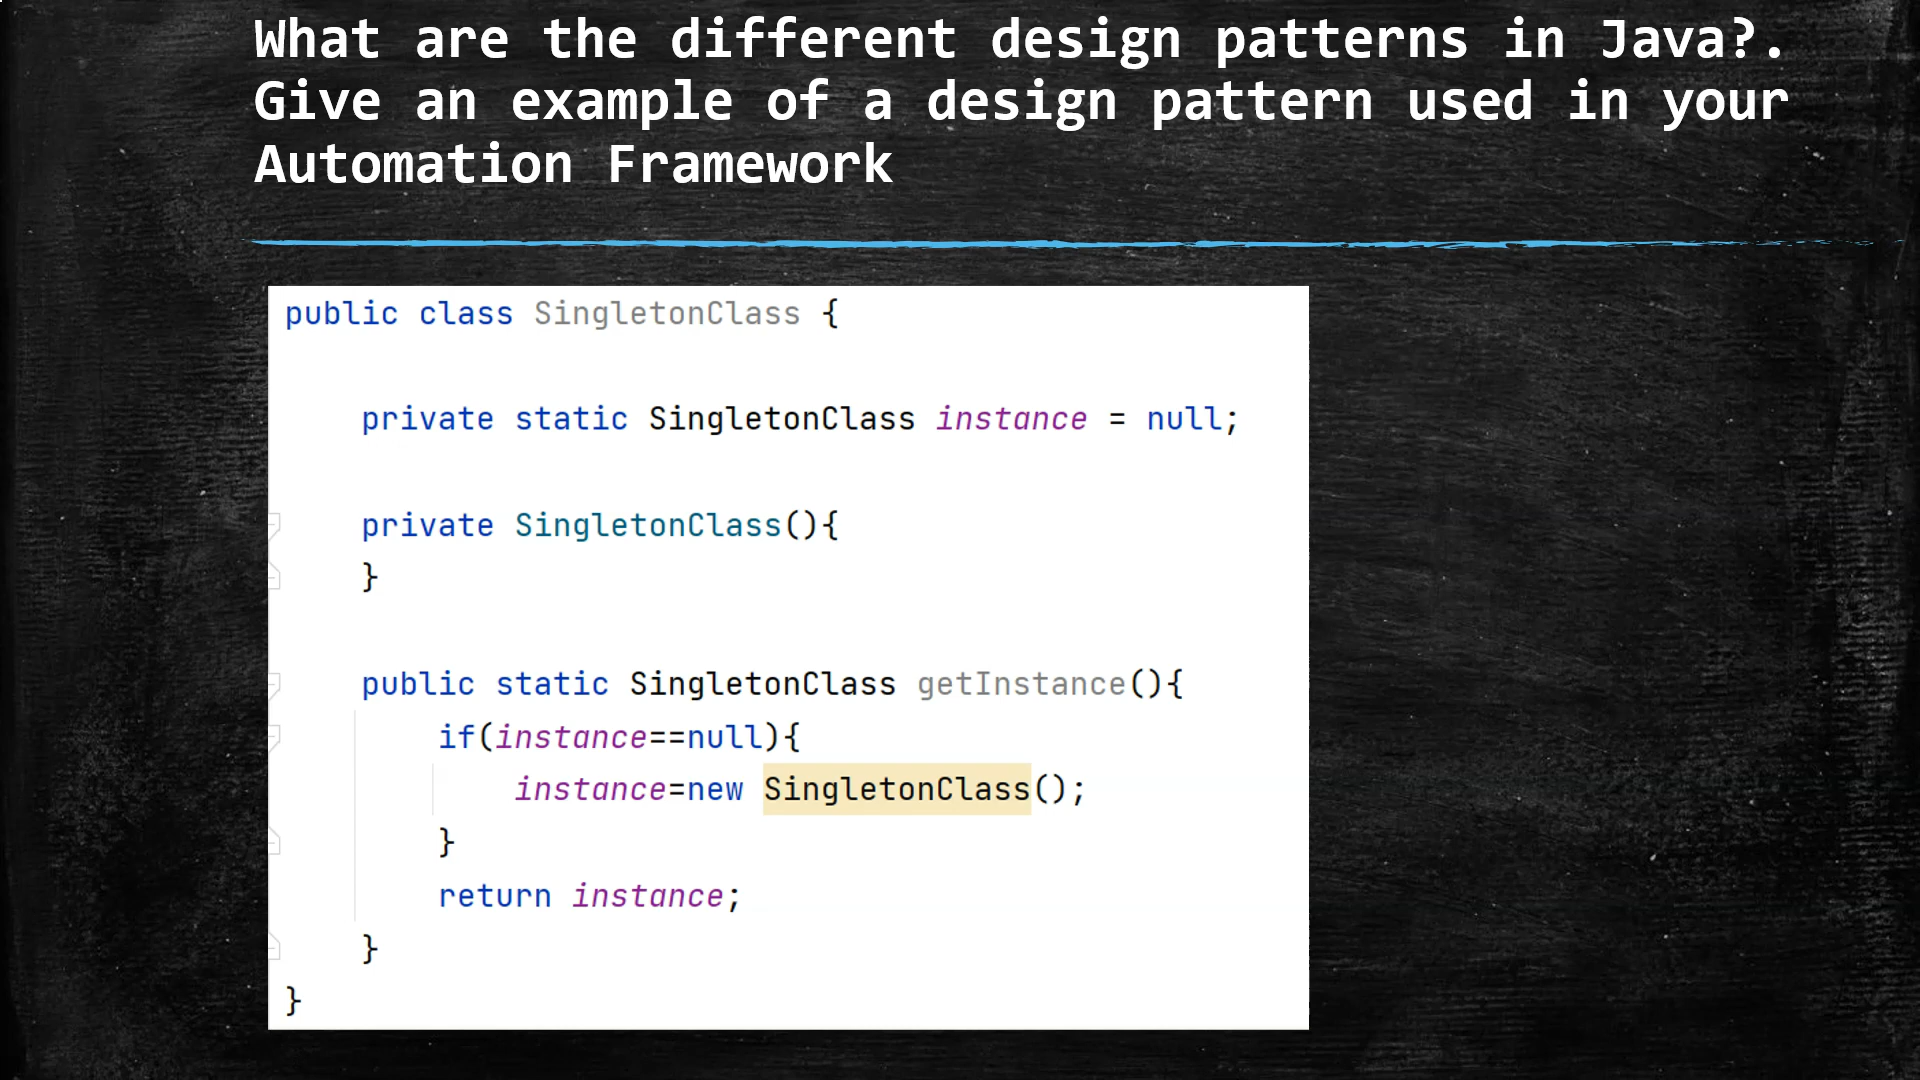 What are the different design patterns in Java?.
Give an example of a design pattern used in your
Automation Framework
public class SingletonClass {
private static SingletonClass instance = null;
private SingletonClass(){
}
public static SingletonClass getInstance(){
if(instance==null){
instance=new SingletonClass();
}
return instance;
}
}